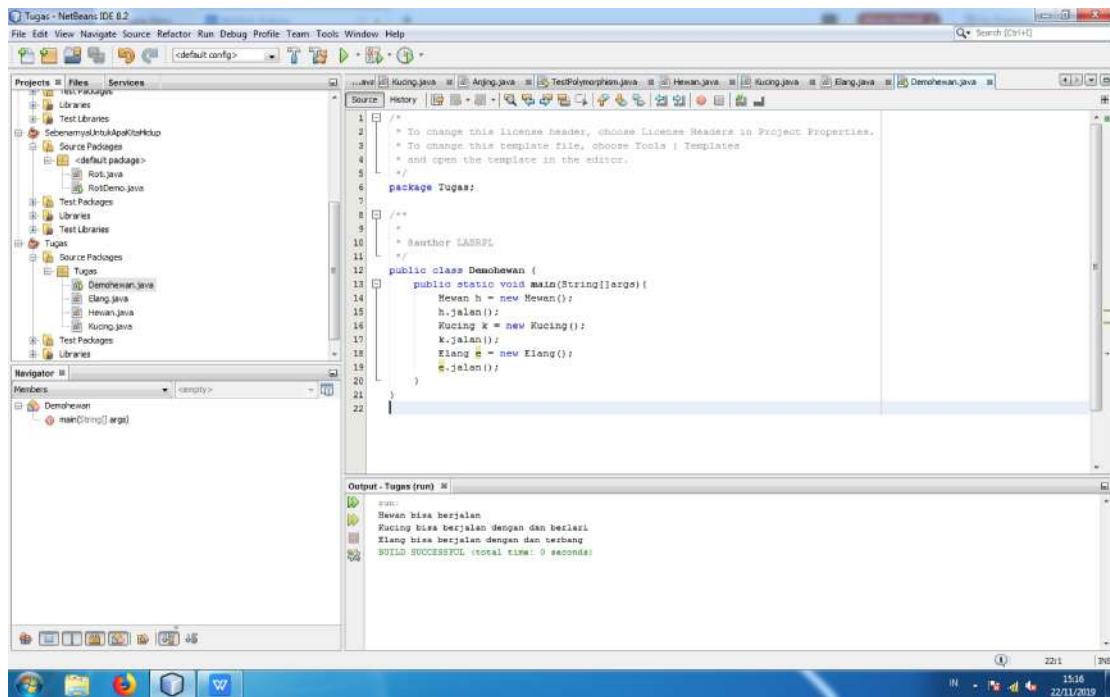 Tugas - NetBeans IDE 8.2
File Edit View Navigate Source Refactor Run Debug Profile Team Tools Window Help
Search (Ctrl+I)
<default config>
Projects Files Services
...ava Kucing.java Anjing.java TestPolymorphism.java Hewan.java Kucing.java Elang.java Demohewan.java
Test Packages
Libraries
Test Libraries
SebenarnyaUntukApaKitaHidup
Source Packages
<default package>
Roti.java
RotiDemo.java
Test Packages
Libraries
Test Libraries
Tugas
Source Packages
Tugas
Demohewan.java
Elang.java
Hewan.java
Kucing.java
Test Packages
Libraries
Navigator
Members <empty>
Demohewan
main(String[] args)
Source History
1 /*
2 * To change this license header, choose License Headers in Project Properties.
3 * To change this template file, choose Tools | Templates
4 * and open the template in the editor.
5 */
6 package Tugas;
7
8 /**
9 *
10 * @author LABRPL
11 */
12 public class Demohewan {
13 public static void main(String[]args){
14 Hewan h = new Hewan();
15 h.jalan();
16 Kucing k = new Kucing();
17 k.jalan();
18 Elang e = new Elang();
19 e.jalan();
20 }
21 }
22
Output - Tugas (run)
run:
Hewan bisa berjalan
Kucing bisa berjalan dengan dan berlari
Elang bisa berjalan dengan dan terbang
BUILD SUCCESSFUL (total time: 0 seconds)
22:1 INS
IN
15:16
22/11/2019